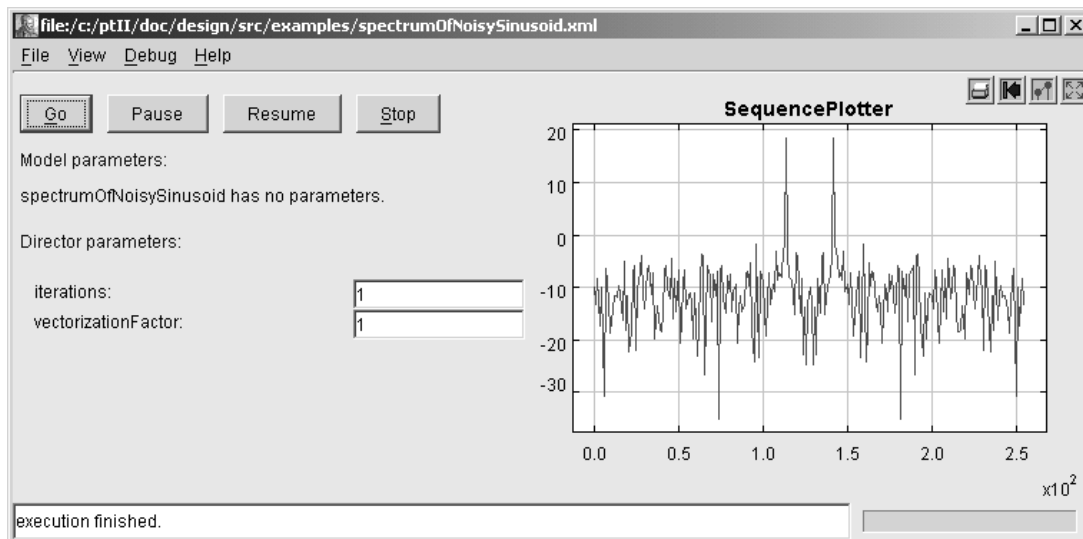 file:/c:/ptII/doc/design/src/examples/spectrumOfNoisySinusoid.xml
File View Debug Help
Go Pause Resume Stop
Model parameters:
spectrumOfNoisySinusoid has no parameters.
Director parameters:
iterations: 1
vectorizationFactor: 1
SequencePlotter
20
10
0
-10
-20
-30
0.0 0.5 1.0 1.5 2.0 2.5
x10²
execution finished.